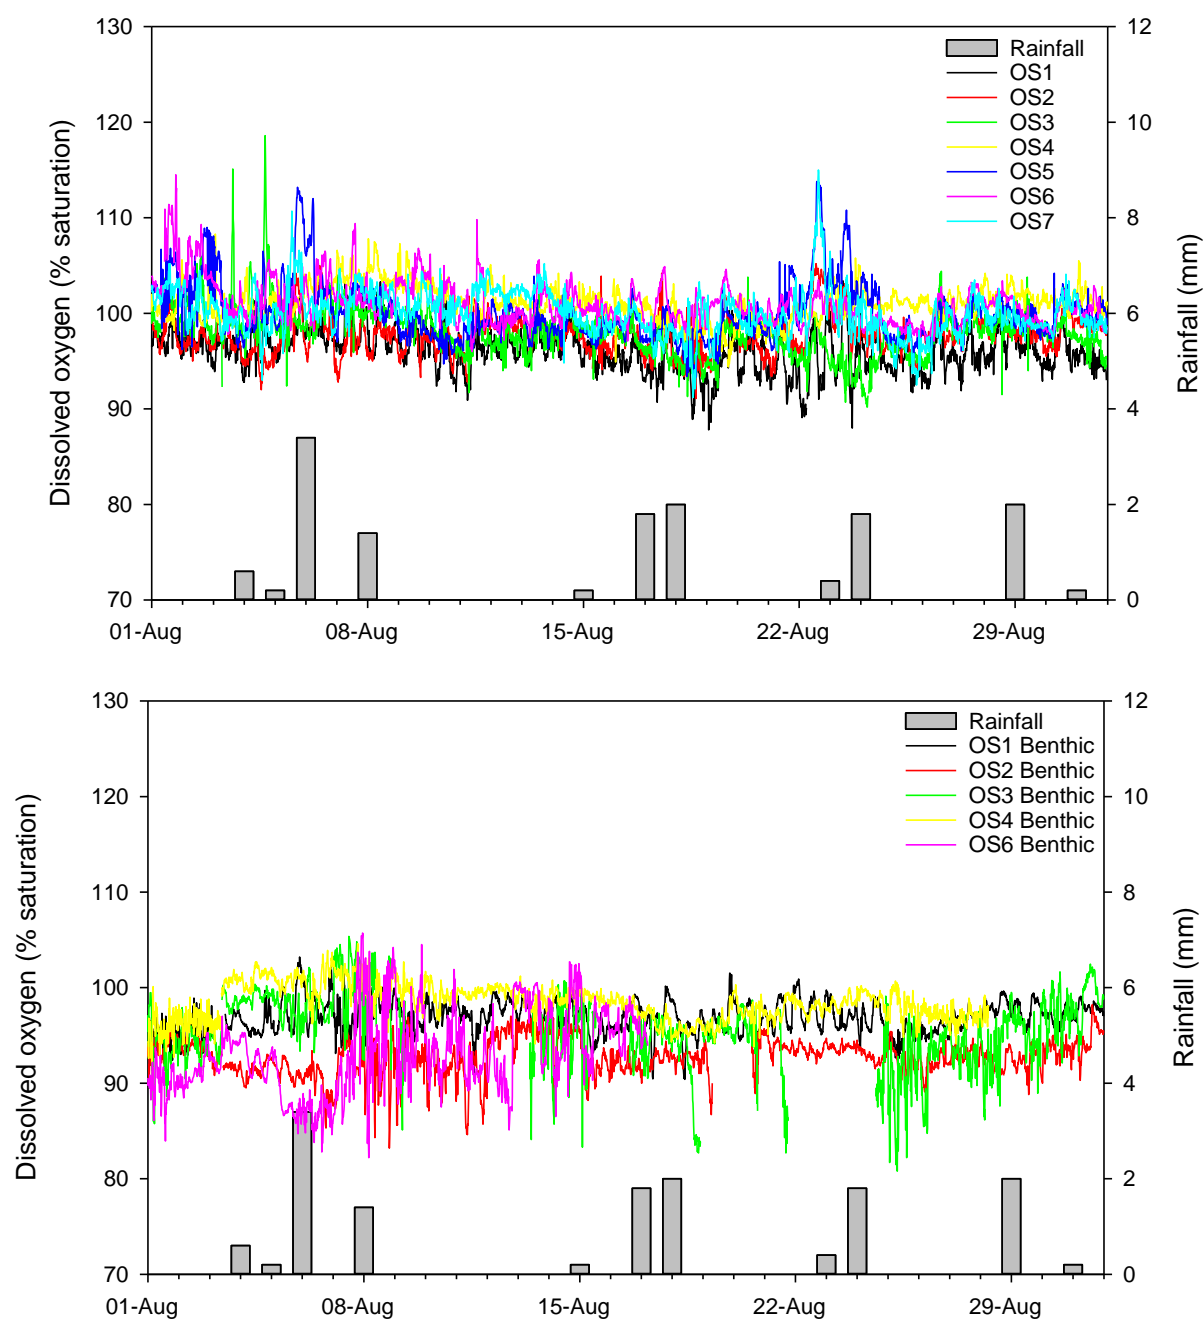 130
120
110
100
90
80
70
Dissolved oxygen (% saturation)
12
10
8
6
4
2
0
Rainfall (mm)
Rainfall
OS1
OS2
OS3
OS4
OS5
OS6
OS7
01-Aug 08-Aug 15-Aug 22-Aug 29-Aug
130
120
110
100
90
80
70
Dissolved oxygen (% saturation)
12
10
8
6
4
2
0
Rainfall (mm)
Rainfall
OS1 Benthic
OS2 Benthic
OS3 Benthic
OS4 Benthic
OS6 Benthic
01-Aug 08-Aug 15-Aug 22-Aug 29-Aug